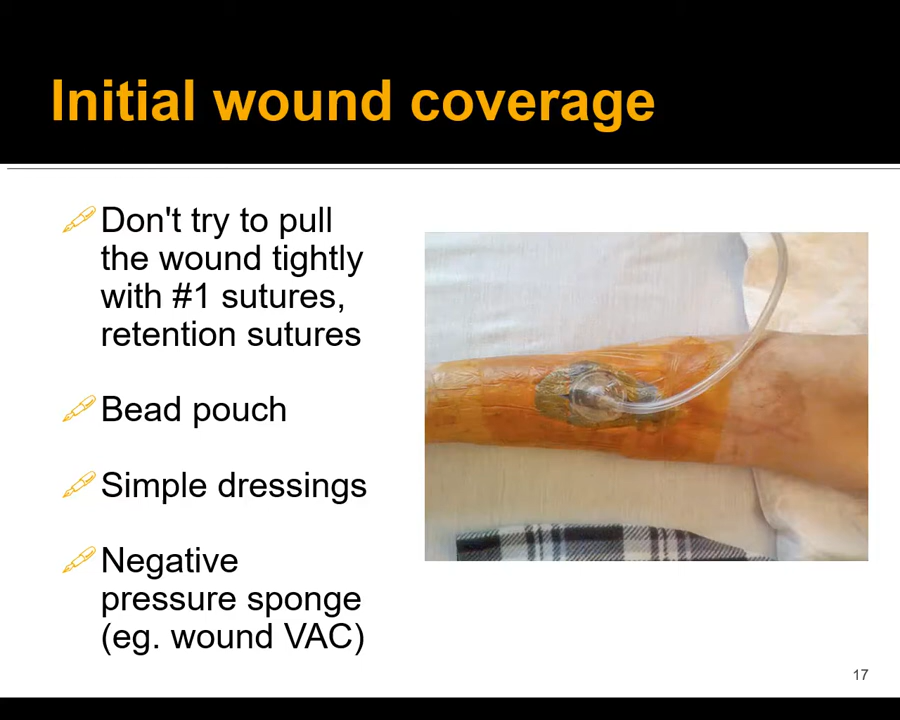 Initial wound coverage
Don't try to pull
the wound tightly
with #1 sutures,
retention sutures
Bead pouch
Simple dressings
Negative
pressure sponge
(eg. wound VAC)
17